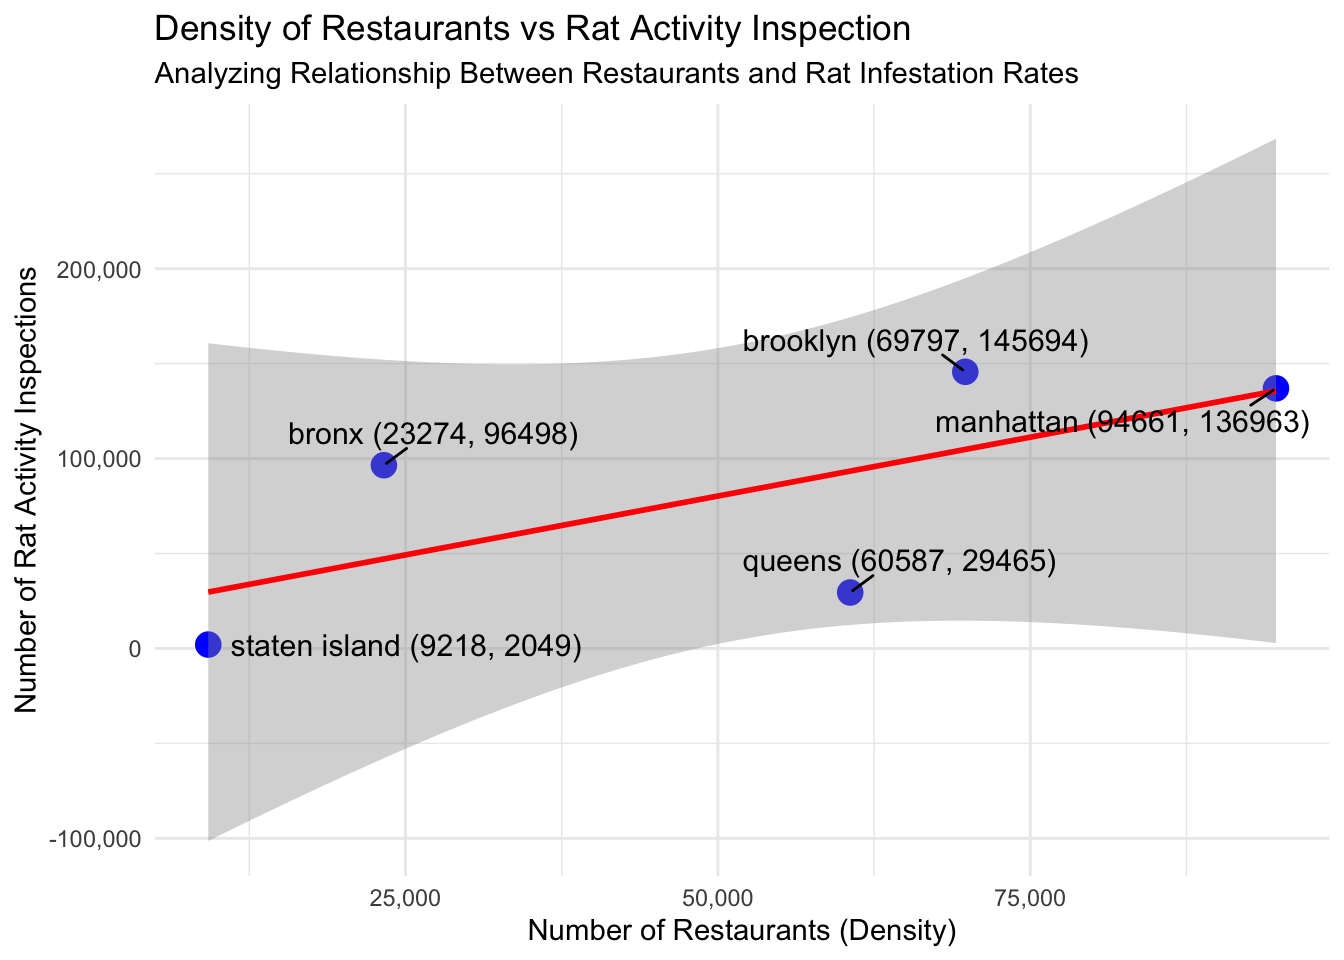 Density of Restaurants vs Rat Activity Inspection
Analyzing Relationship Between Restaurants and Rat Infestation Rates
Number of Rat Activity Inspections
200,000
100,000
0
-100,000
brooklyn (69797, 145694)
manhattan (94661, 136963)
bronx (23274, 96498)
queens (60587, 29465)
staten island (9218, 2049)
25,000
50,000
75,000
Number of Restaurants (Density)